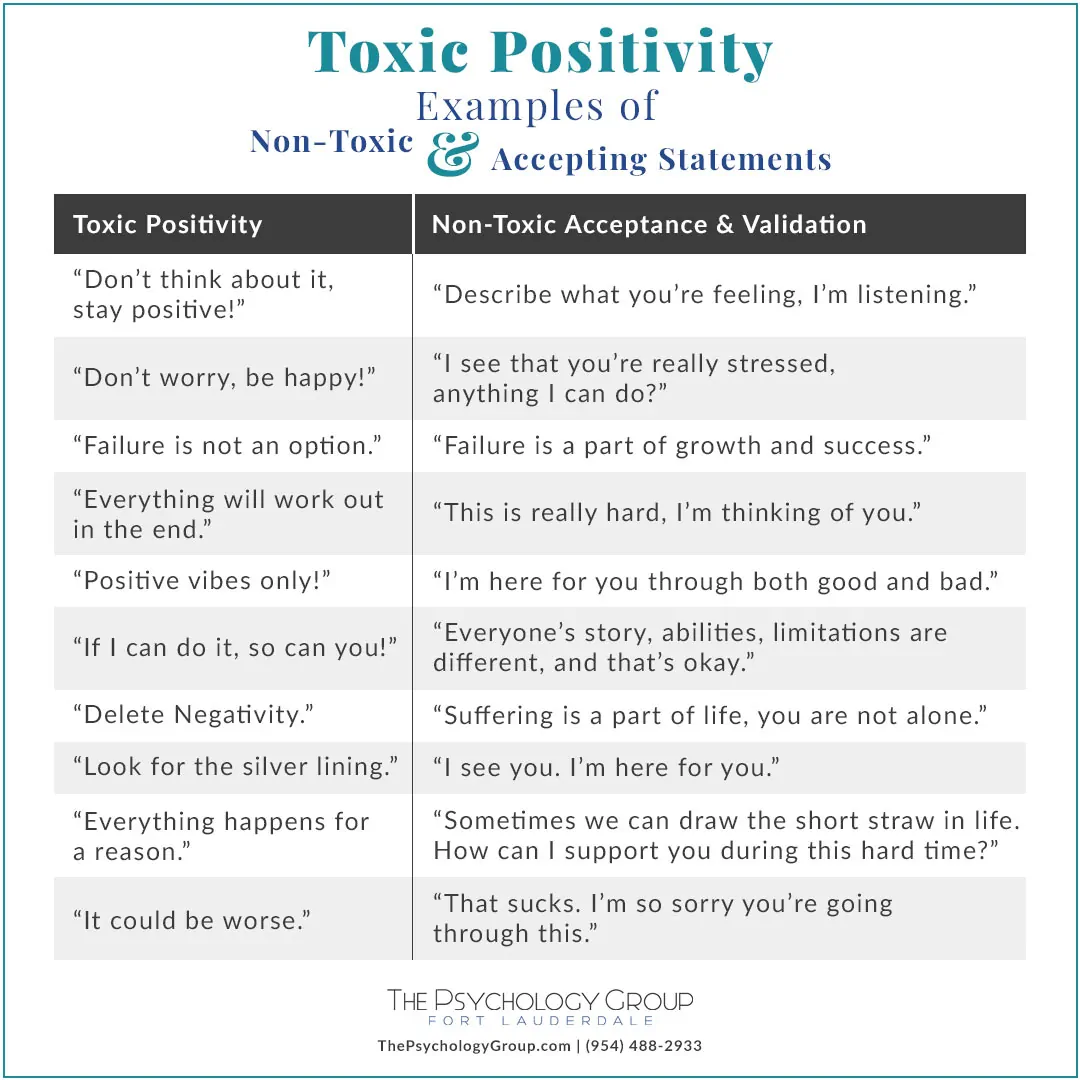 Toxic Positivity
Examples of
Non-Toxic & Accepting Statements
Toxic Positivity
Non-Toxic Acceptance & Validation
“Don’t think about it,
stay positive!”
“Describe what you’re feeling, I’m listening.”
“Don’t worry, be happy!”
“I see that you’re really stressed,
anything I can do?”
“Failure is not an option.”
“Failure is a part of growth and success.”
“Everything will work out
in the end.”
“This is really hard, I’m thinking of you.”
“Positive vibes only!”
“I’m here for you through both good and bad.”
“If I can do it, so can you!”
“Everyone’s story, abilities, limitations are
different, and that’s okay.”
“Delete Negativity.”
“Suffering is a part of life, you are not alone.”
“Look for the silver lining.”
“I see you. I’m here for you.”
“Everything happens for
a reason.”
“Sometimes we can draw the short straw in life.
How can I support you during this hard time?”
“It could be worse.”
“That sucks. I’m so sorry you’re going
through this.”
The Psychology Group
FORT LAUDERDALE
ThePsychologyGroup.com | (954) 488-2933